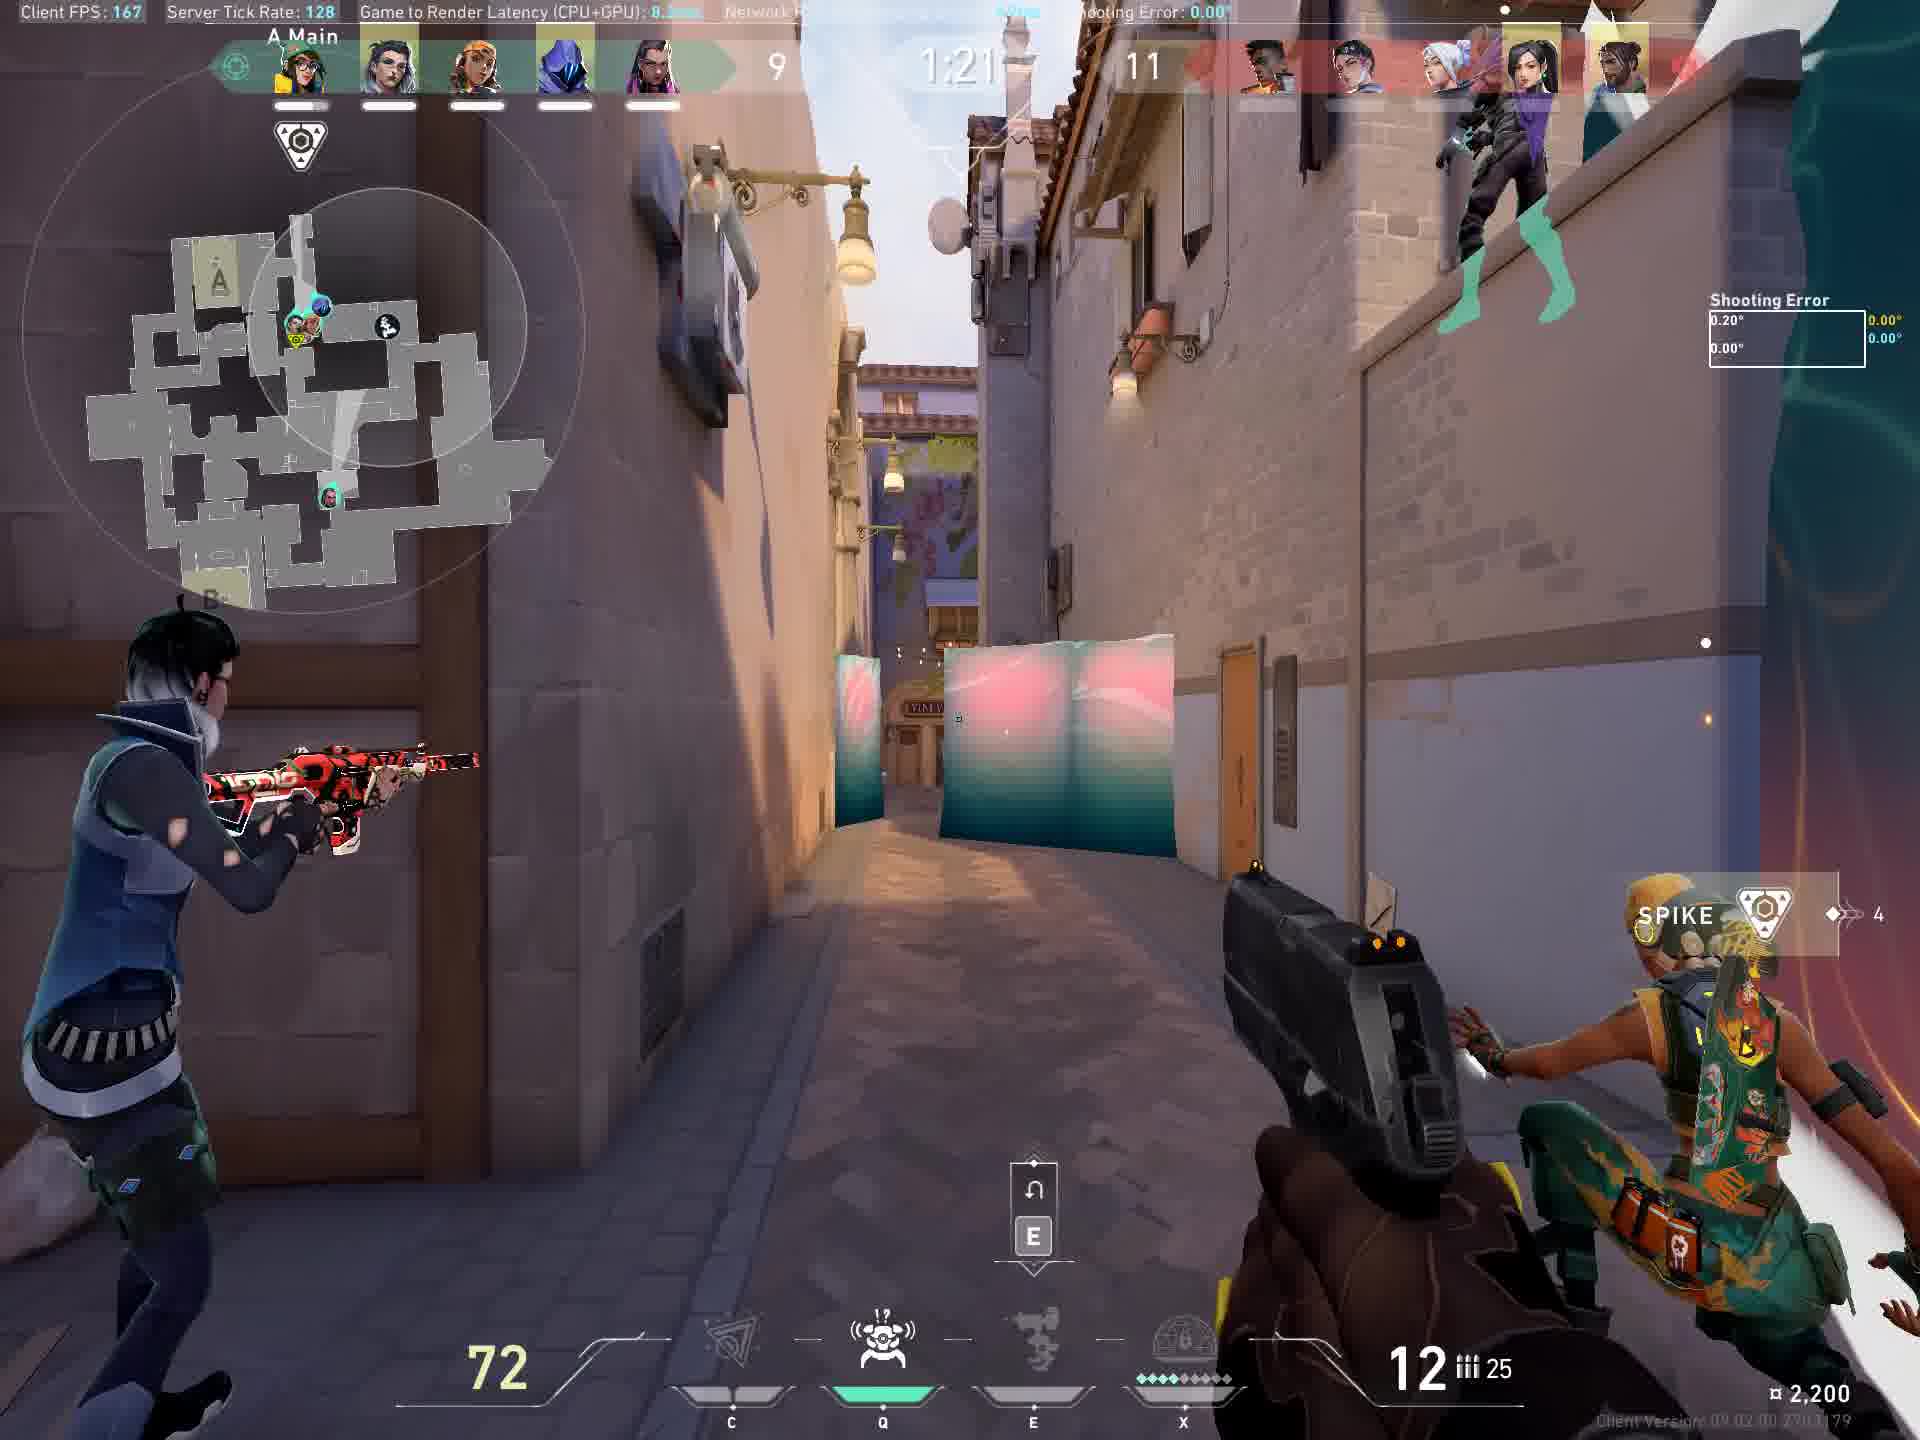 Client FPS: 167
Server Tick Rate: 128
Game to Render Latency (CPU+GPU): 8.
Network
Shooting Error: 0.00°
A Main
9
1:21
11
A
B
Shooting Error
0.20°
0.00°
0.00°
0.00°
SPIKE
4
E
72
12
25
2,200
C
Q
E
X